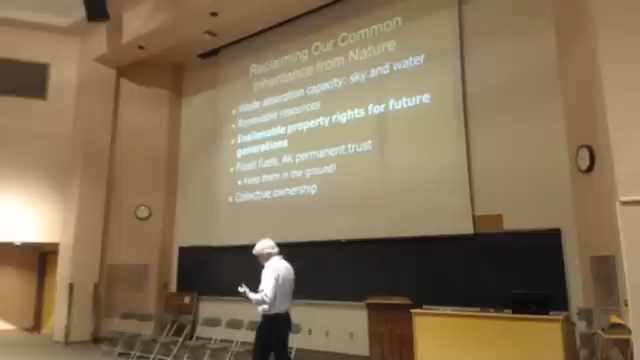 Reclaiming Our Common
Inheritance from Nature
• Waste absorption capacity: sky and water
• Renewable resources
• Inalienable property rights for future
generations
• Fossil fuels, AK permanent trust
• Keep them in the ground!
• Collective ownership